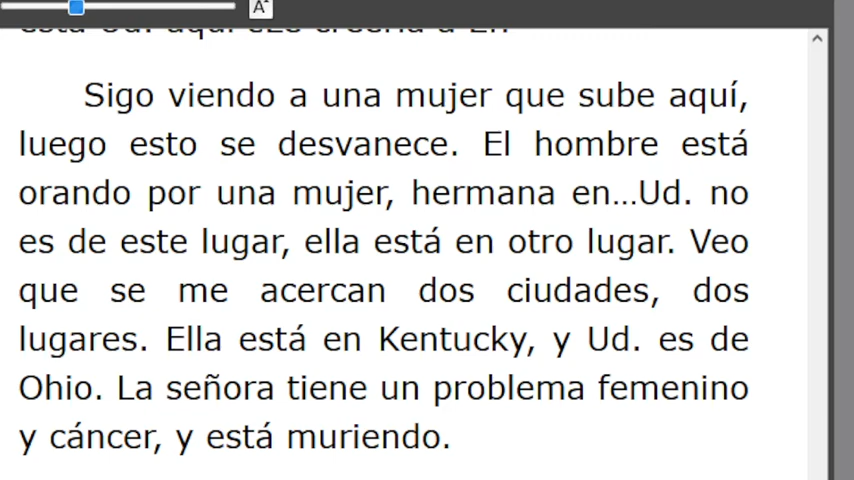 A
Sigo viendo a una mujer que sube aquí,
luego esto se desvanece. El hombre está
orando por una mujer, hermana en...Ud. no
es de este lugar, ella está en otro lugar. Veo
que se me acercan dos ciudades, dos
lugares. Ella está en Kentucky, y Ud. es de
Ohio. La señora tiene un problema femenino
y cáncer, y está muriendo.